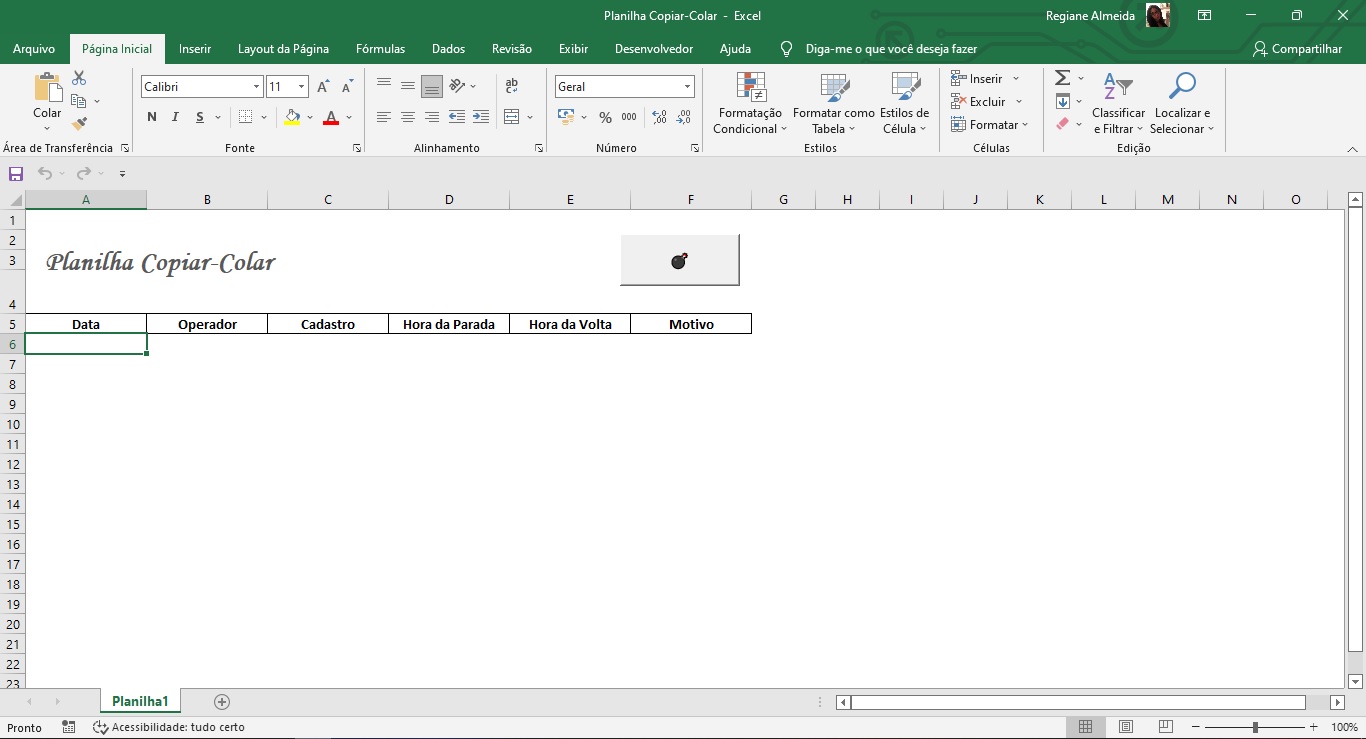 Planilha Copiar-Colar - Excel
Regiane Almeida
Arquivo Página Inicial Inserir Layout da Página Fórmulas Dados Revisão Exibir Desenvolvedor Ajuda Diga-me o que você deseja fazer Compartilhar
Colar
Área de Transferência
Calibri 11
N I S
Fonte
ab
Alinhamento
Geral
% 000
Número
Formatação Condicional
Formatar como Tabela
Estilos de Célula
Estilos
Inserir
Excluir
Formatar
Células
Classificar e Filtrar
Localizar e Selecionar
Edição
A B C D E F G H I J K L M N O
1
2
3
Planilha Copiar-Colar
4
5 Data Operador Cadastro Hora da Parada Hora da Volta Motivo
6
7
8
9
10
11
12
13
14
15
16
17
18
19
20
21
22
23
Planilha1
Pronto Acessibilidade: tudo certo 100%